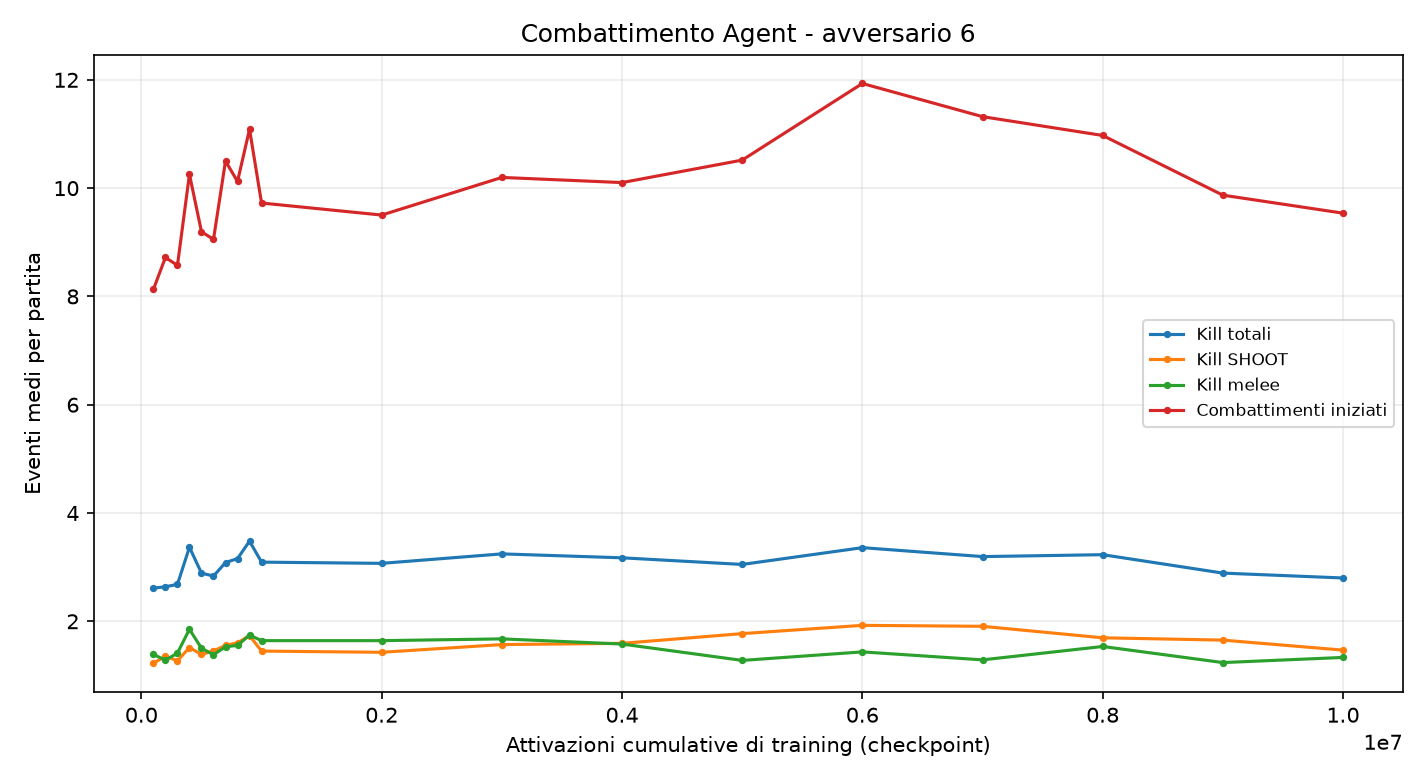 Combattimento Agent - avversario 6
Eventi medi per partita
12
10
8
6
4
2
Kill totali
Kill SHOOT
Kill melee
Combattimenti iniziati
0.0
0.2
0.4
0.6
0.8
1.0
1e7
Attivazioni cumulative di training (checkpoint)